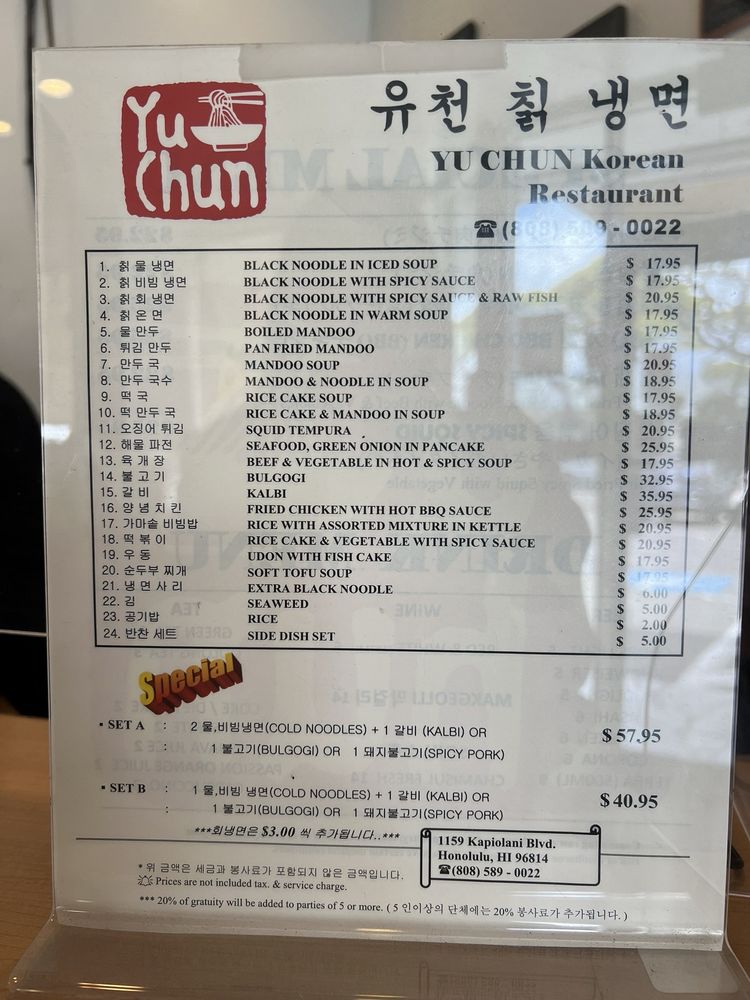 Yu
Chun
유천 칡 냉면
YU CHUN Korean
Restaurant
☎(808) 589 - 0022
1. 칡 물 냉면 BLACK NOODLE IN ICED SOUP $ 17.95
2. 칡 비빔 냉면 BLACK NOODLE WITH SPICY SAUCE $ 17.95
3. 칡 회 냉면 BLACK NOODLE WITH SPICY SAUCE & RAW FISH $ 20.95
4. 칡 온 면 BLACK NOODLE IN WARM SOUP $ 17.95
5. 물 만두 BOILED MANDOO $ 17.95
6. 튀김 만두 PAN FRIED MANDOO $ 17.95
7. 만두 국 MANDOO SOUP $ 20.95
8. 만두 국수 MANDOO & NOODLE IN SOUP $ 18.95
9. 떡 국 RICE CAKE SOUP $ 17.95
10. 떡 만두 국 RICE CAKE & MANDOO IN SOUP $ 18.95
11. 오징어 튀김 SQUID TEMPURA $ 20.95
12. 해물 파전 SEAFOOD, GREEN ONION IN PANCAKE $ 25.95
13. 육 개 장 BEEF & VEGETABLE IN HOT & SPICY SOUP $ 17.95
14. 불 고 기 BULGOGI $ 32.95
15. 갈 비 KALBI $ 35.95
16. 양 념 치 킨 FRIED CHICKEN WITH HOT BBQ SAUCE $ 25.95
17. 가마솥 비빔밥 RICE WITH ASSORTED MIXTURE IN KETTLE $ 20.95
18. 떡 볶 이 RICE CAKE & VEGETABLE WITH SPICY SAUCE $ 20.95
19. 우 동 UDON WITH FISH CAKE $ 17.95
20. 순두부 찌개 SOFT TOFU SOUP $ 17.95
21. 냉 면 사 리 EXTRA BLACK NOODLE $ 6.00
22. 김 SEAWEED $ 5.00
23. 공기밥 RICE $ 2.00
24. 반찬 세트 SIDE DISH SET $ 5.00
Special
▪ SET A : 2 물,비빔냉면(COLD NOODLES) + 1 갈비 (KALBI) OR $ 57.95
: 1 불고기(BULGOGI) OR 1 돼지불고기(SPICY PORK)
▪ SET B : 1 물,비빔 냉면(COLD NOODLES) + 1 갈비 (KALBI) OR $ 40.95
: 1 불고기(BULGOGI) OR 1 돼지불고기(SPICY PORK)
***회냉면은 $3.00 씩 추가됩니다..***
1159 Kapiolani Blvd.
Honolulu, HI 96814
☎(808) 589 - 0022
* 위 금액은 세금과 봉사료가 포함되지 않은 금액입니다.
Prices are not included tax. & service charge.
*** 20% of gratuity will be added to parties of 5 or more. ( 5 인이상의 단체에는 20% 봉사료가 추가됩니다. )